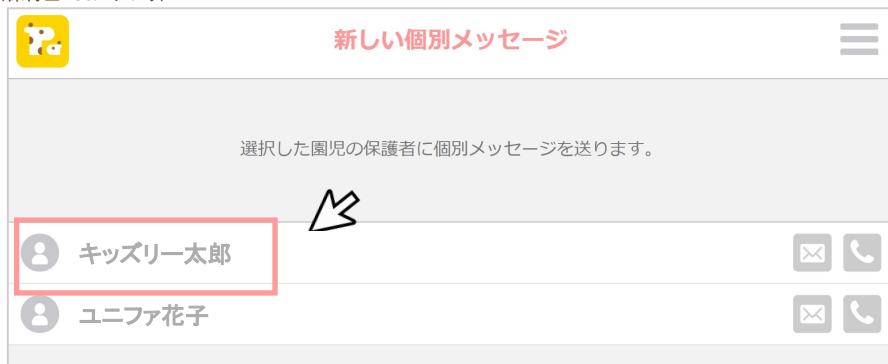 新しい個別メッセージ
選択した園児の保護者に個別メッセージを送ります。
キッズリー太郎
ユニファ花子